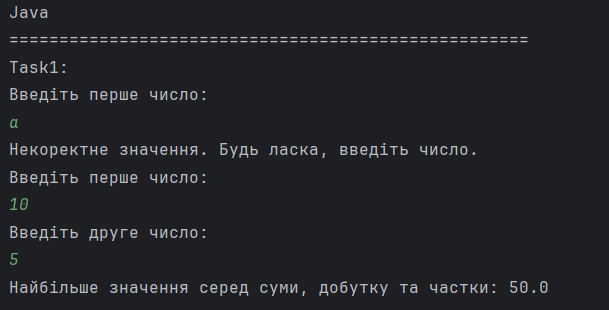 Java
====================================================
Task1:
Введіть перше число:
a
Некоректне значення. Будь ласка, введіть число.
Введіть перше число:
10
Введіть друге число:
5
Найбільше значення серед суми, добутку та частки: 50.0